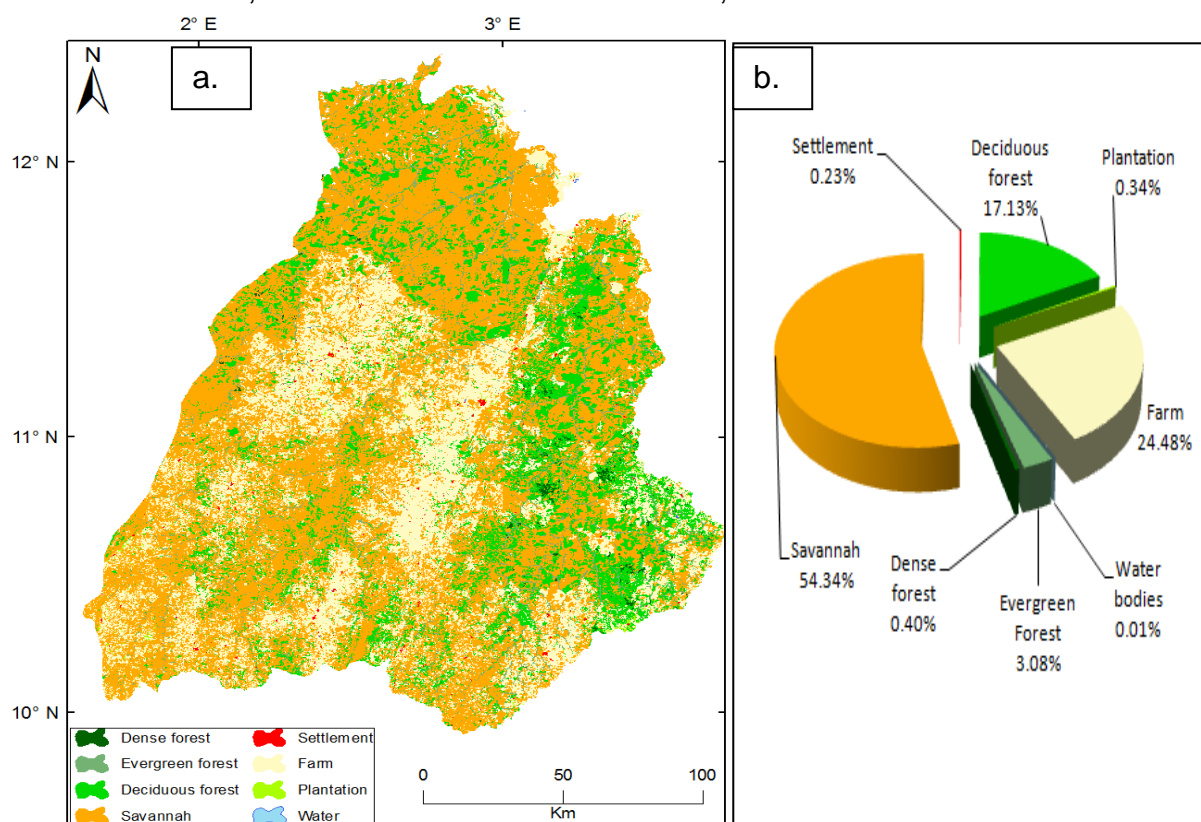 2° E
3° E
N
a.
b.
12° N
11° N
10° N
Dense forest
Evergreen forest
Deciduous forest
Savannah
Settlement
Farm
Plantation
Water
0
50
100
Km
Settlement
0.23%
Deciduous
forest
17.13%
Plantation
0.34%
Farm
24.48%
Water
bodies
0.01%
Evergreen
Forest
3.08%
Dense
forest
0.40%
Savannah
54.34%